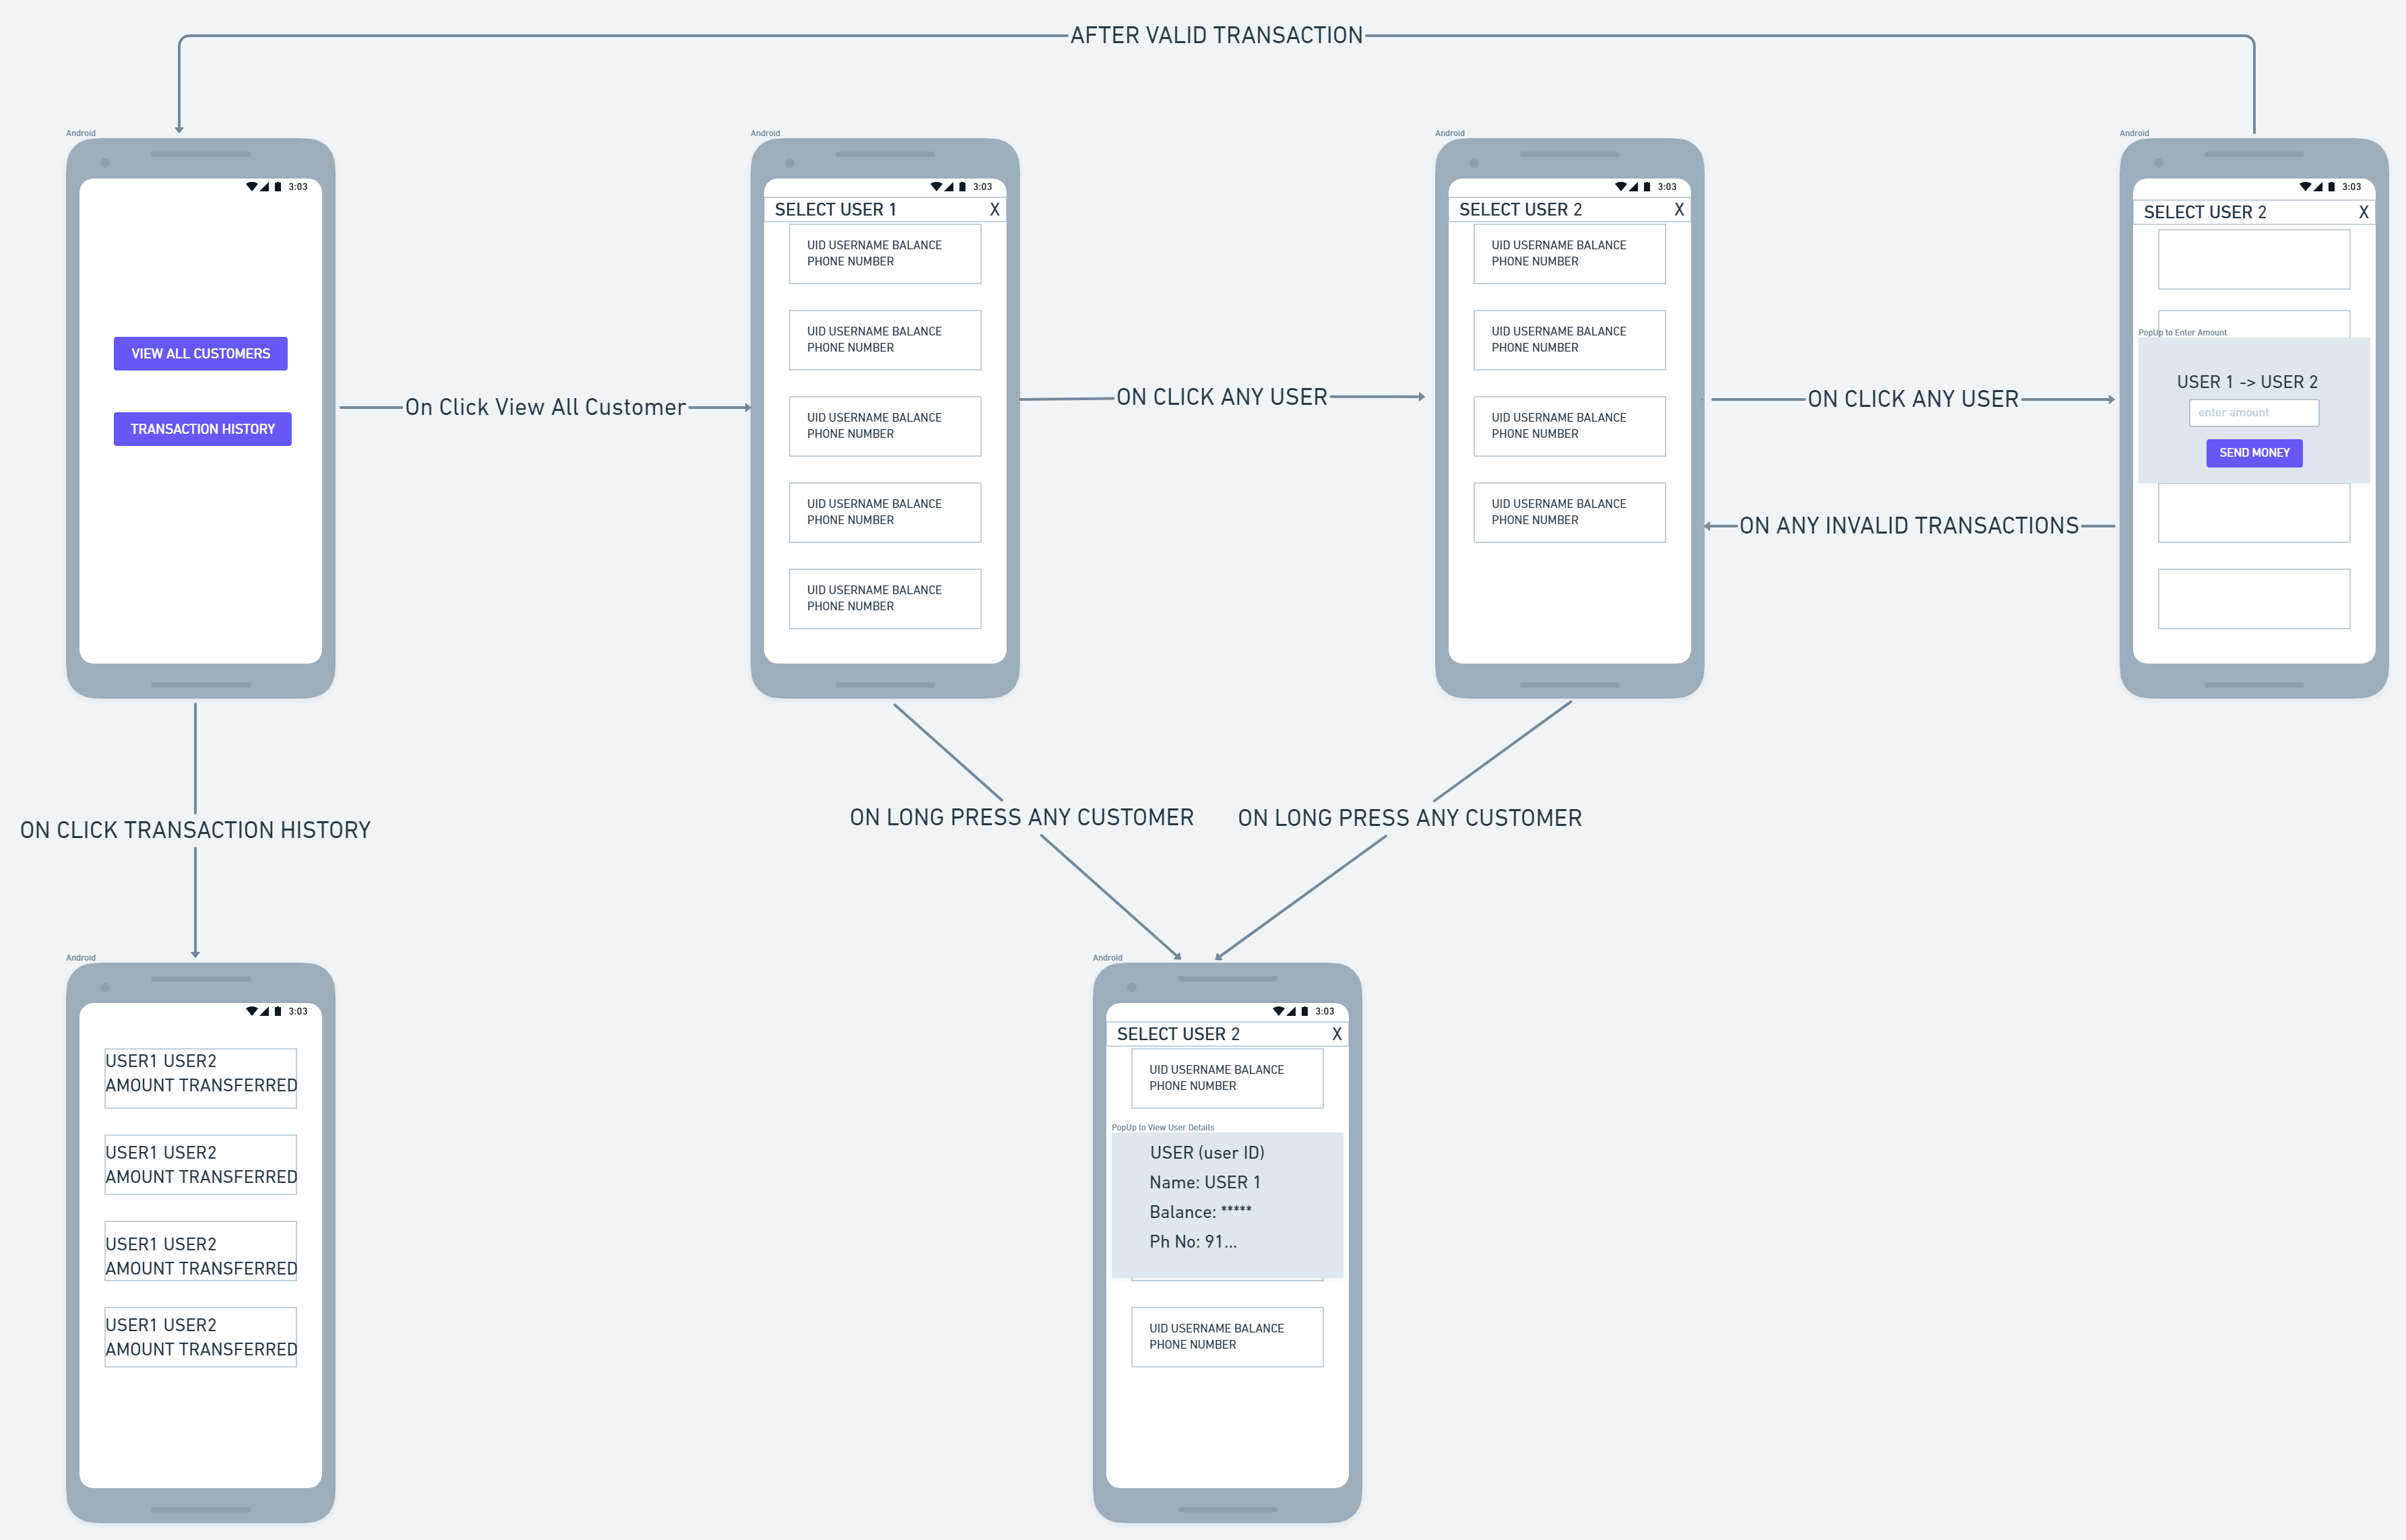 AFTER VALID TRANSACTION
Android
3:03
VIEW ALL CUSTOMERS
TRANSACTION HISTORY
On Click View All Customer
Android
3:03
SELECT USER 1 X
UID USERNAME BALANCE
PHONE NUMBER
UID USERNAME BALANCE
PHONE NUMBER
UID USERNAME BALANCE
PHONE NUMBER
UID USERNAME BALANCE
PHONE NUMBER
UID USERNAME BALANCE
PHONE NUMBER
ON CLICK ANY USER
Android
3:03
SELECT USER 2 X
UID USERNAME BALANCE
PHONE NUMBER
UID USERNAME BALANCE
PHONE NUMBER
UID USERNAME BALANCE
PHONE NUMBER
UID USERNAME BALANCE
PHONE NUMBER
ON CLICK ANY USER
ON ANY INVALID TRANSACTIONS
Android
3:03
SELECT USER 2 X
PopUp to Enter Amount
USER 1 -> USER 2
enter amount
SEND MONEY
ON CLICK TRANSACTION HISTORY
ON LONG PRESS ANY CUSTOMER
ON LONG PRESS ANY CUSTOMER
Android
3:03
USER1 USER2
AMOUNT TRANSFERRED
USER1 USER2
AMOUNT TRANSFERRED
USER1 USER2
AMOUNT TRANSFERRED
USER1 USER2
AMOUNT TRANSFERRED
Android
3:03
SELECT USER 2 X
UID USERNAME BALANCE
PHONE NUMBER
PopUp to View User Details
USER (user ID)
Name: USER 1
Balance: *****
Ph No: 91...
UID USERNAME BALANCE
PHONE NUMBER